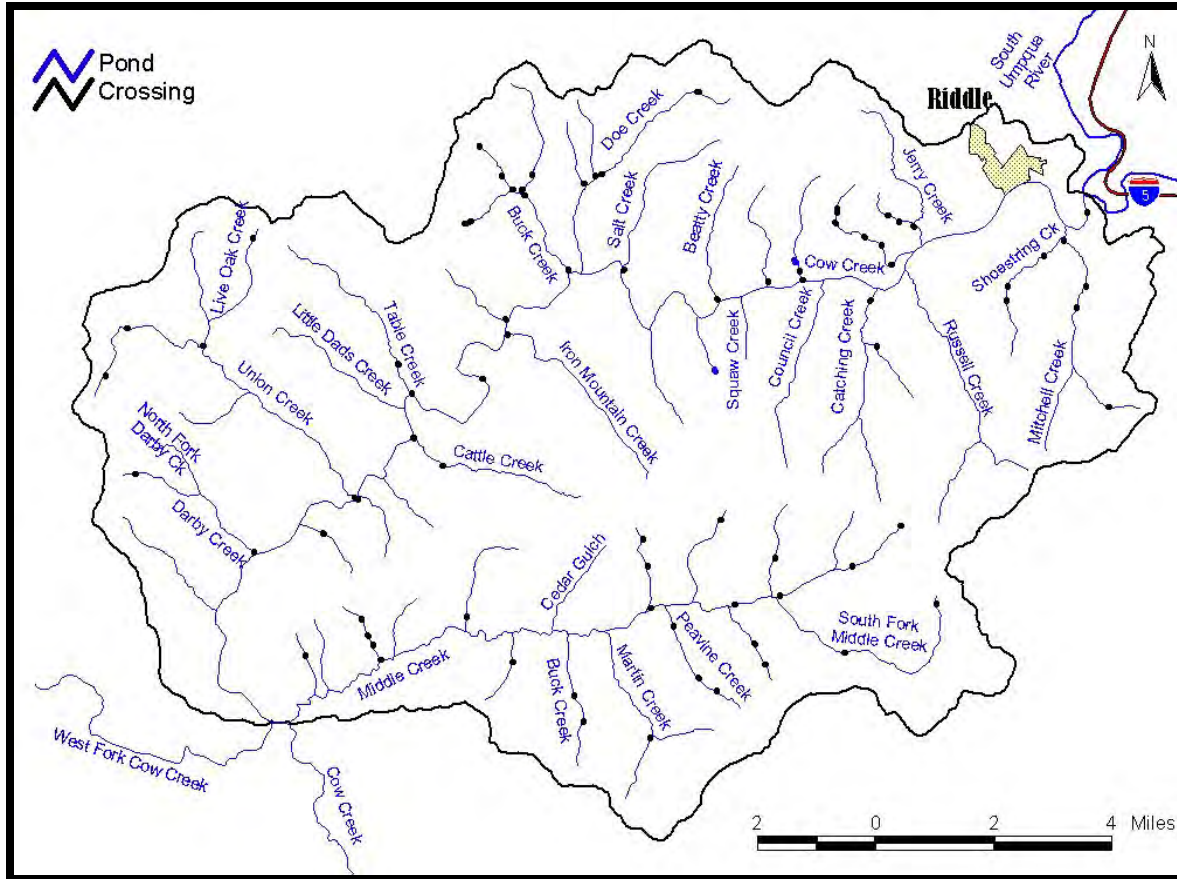 Pond
Crossing
South
Umpqua
River
N
Riddle
5
Doe Creek
Jerry Creek
Buck Creek
Salt Creek
Beatty Creek
Live Oak Creek
Cow Creek
Shoestring Ck
Table Creek
Little Dads Creek
Union Creek
Iron Mountain Creek
Squaw Creek
Council Creek
Catching Creek
Russell Creek
Mitchell Creek
North Fork
Darby Ck
Cattle Creek
Darby Creek
Cedar Gulch
South Fork
Middle Creek
Peavine Creek
Martin Creek
Buck Creek
Middle Creek
West Fork Cow Creek
Cow Creek
2 0 2 4 Miles